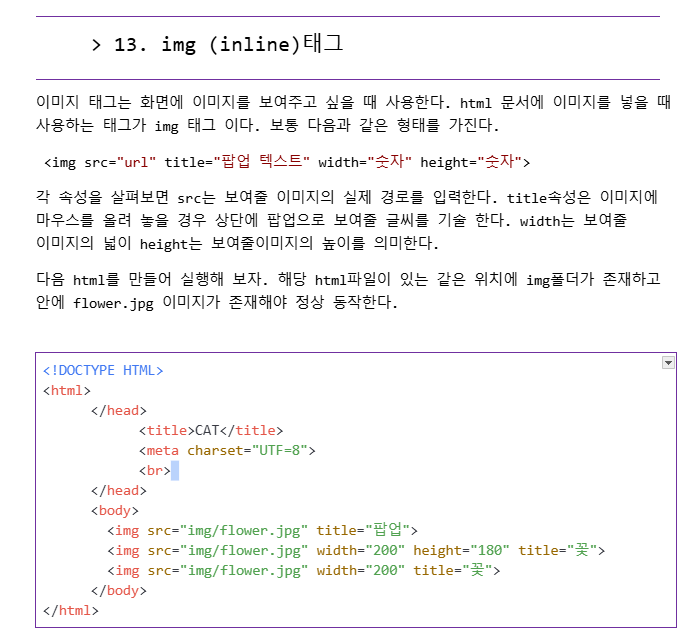 > 13. img (inline)태그
이미지 태그는 화면에 이미지를 보여주고 싶을 때 사용한다. html 문서에 이미지를 넣을 때
사용하는 태그가 img 태그 이다. 보통 다음과 같은 형태를 가진다.
<img src="url" title="팝업 텍스트" width="숫자" height="숫자">
각 속성을 살펴보면 src는 보여줄 이미지의 실제 경로를 입력한다. title속성은 이미지에
마우스를 올려 놓을 경우 상단에 팝업으로 보여줄 글씨를 기술 한다. width는 보여줄
이미지의 넓이 height는 보여줄이미지의 높이를 의미한다.
다음 html를 만들어 실행해 보자. 해당 html파일이 있는 같은 위치에 img폴더가 존재하고
안에 flower.jpg 이미지가 존재해야 정상 동작한다.
<!DOCTYPE HTML>
<html>
</head>
<title>CAT</title>
<meta charset="UTF=8">
<br>
</head>
<body>
<img src="img/flower.jpg" title="팝업">
<img src="img/flower.jpg" width="200" height="180" title="꽃">
<img src="img/flower.jpg" width="200" title="꽃">
</body>
</html>